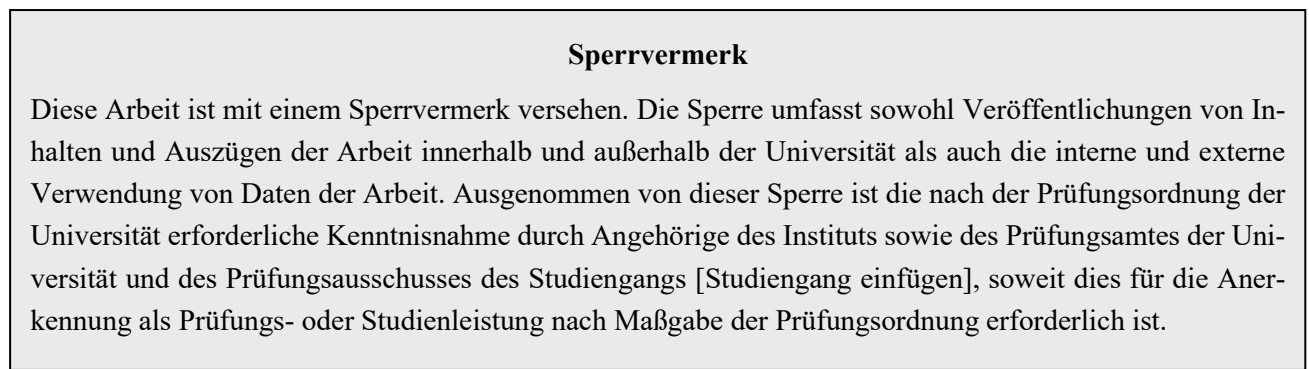 Sperrvermerk
Diese Arbeit ist mit einem Sperrvermerk versehen. Die Sperre umfasst sowohl Veröffentlichungen von In-
halten und Auszügen der Arbeit innerhalb und außerhalb der Universität als auch die interne und externe
Verwendung von Daten der Arbeit. Ausgenommen von dieser Sperre ist die nach der Prüfungsordnung der
Universität erforderliche Kenntnisnahme durch Angehörige des Instituts sowie des Prüfungsamtes der Uni-
versität und des Prüfungsausschusses des Studiengangs [Studiengang einfügen], soweit dies für die Aner-
kennung als Prüfungs- oder Studienleistung nach Maßgabe der Prüfungsordnung erforderlich ist.